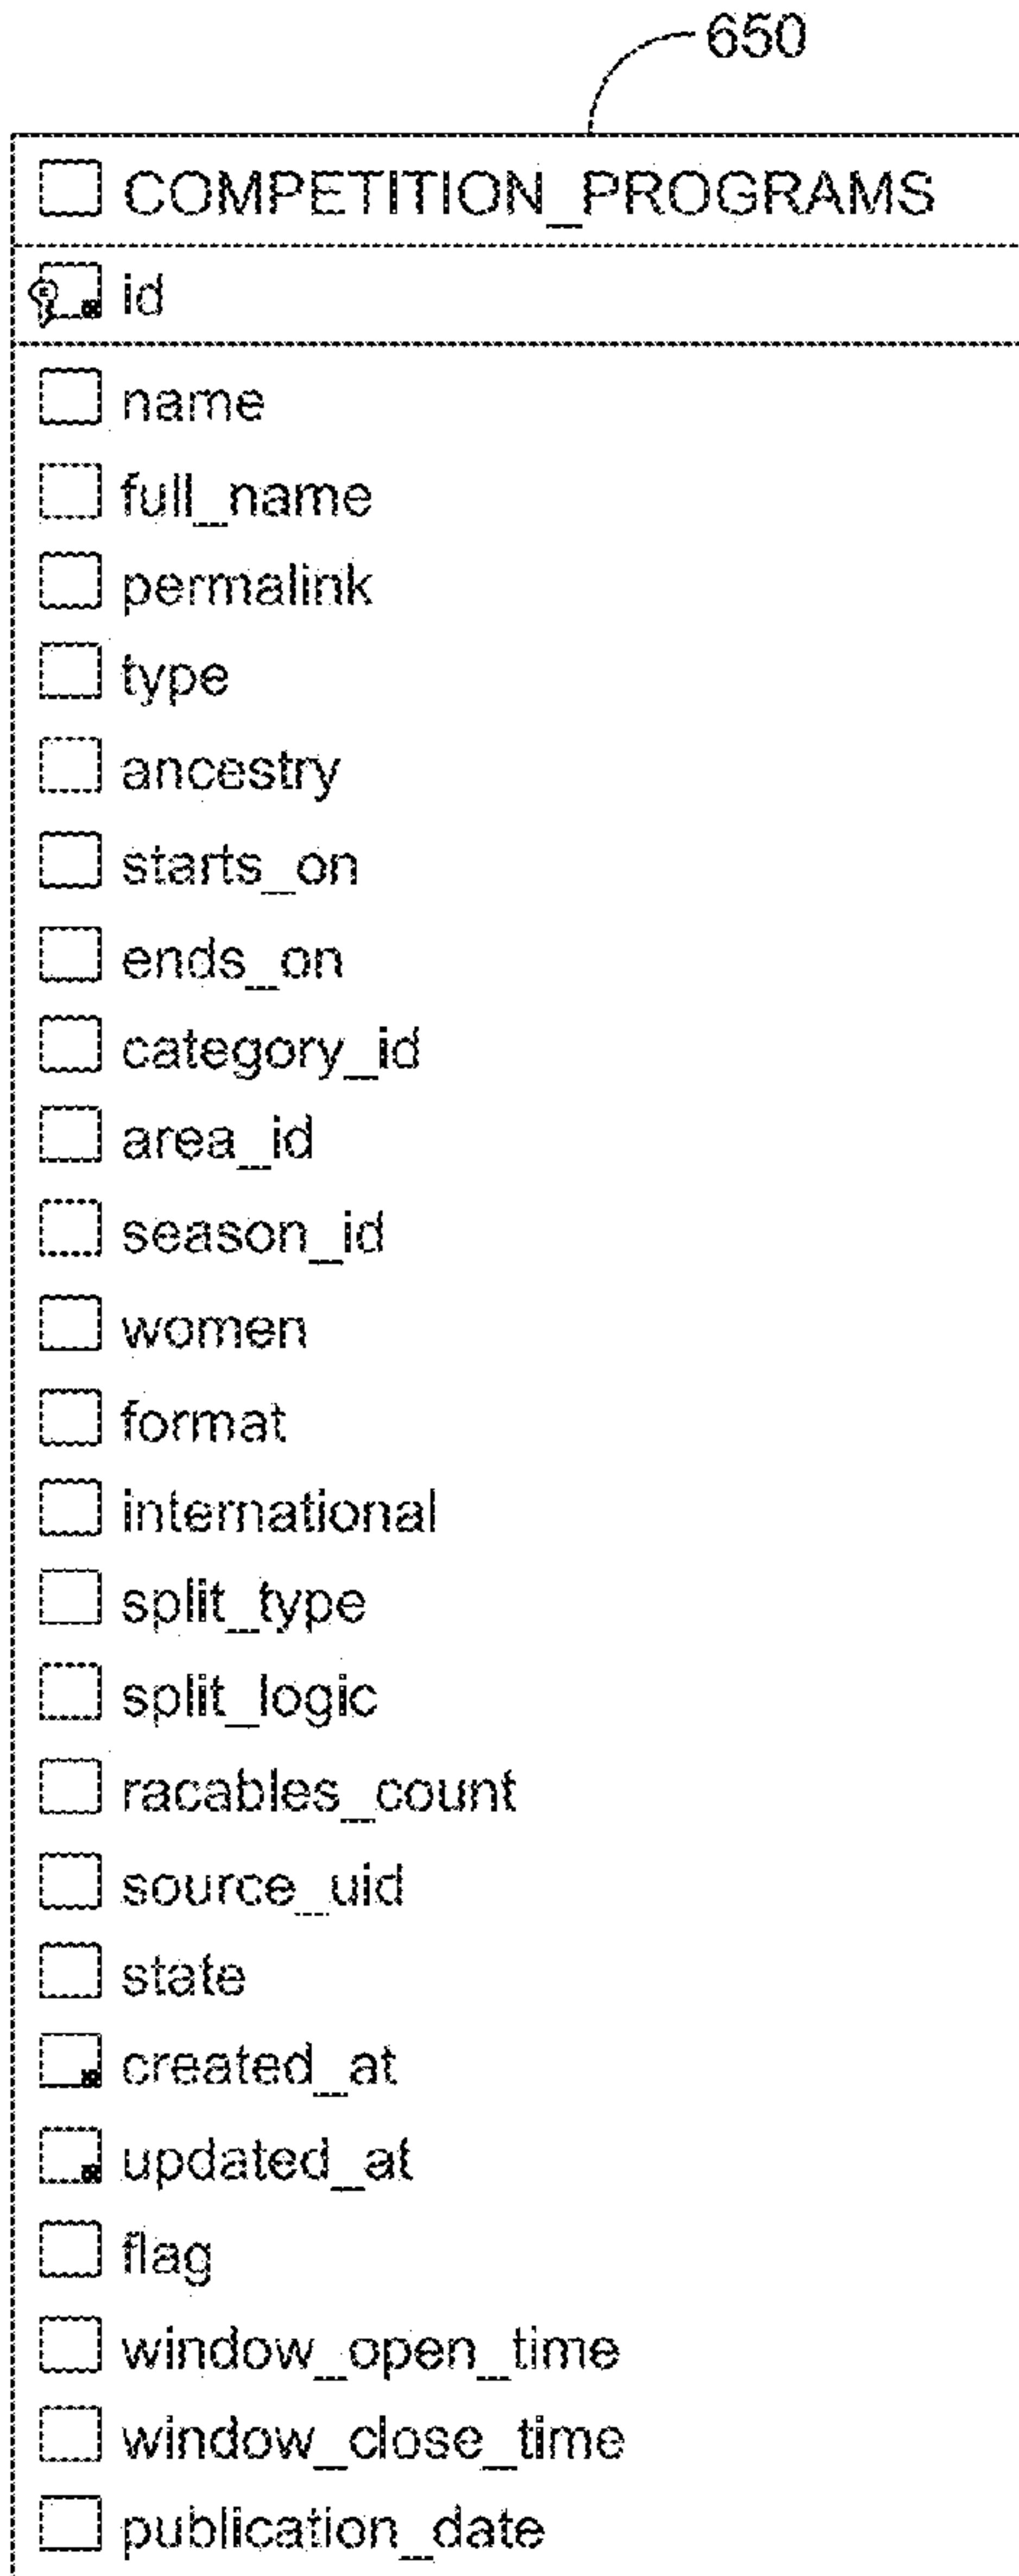 650
COMPETITION_PROGRAMS
id
name
full_name
permalink
type
ancestry
starts_on
ends_on
category_id
area_id
season_id
women
format
international
split_type
split_logic
racables_count
source_uid
state
created_at
updated_at
flag
window_open_time
window_close_time
publication_date